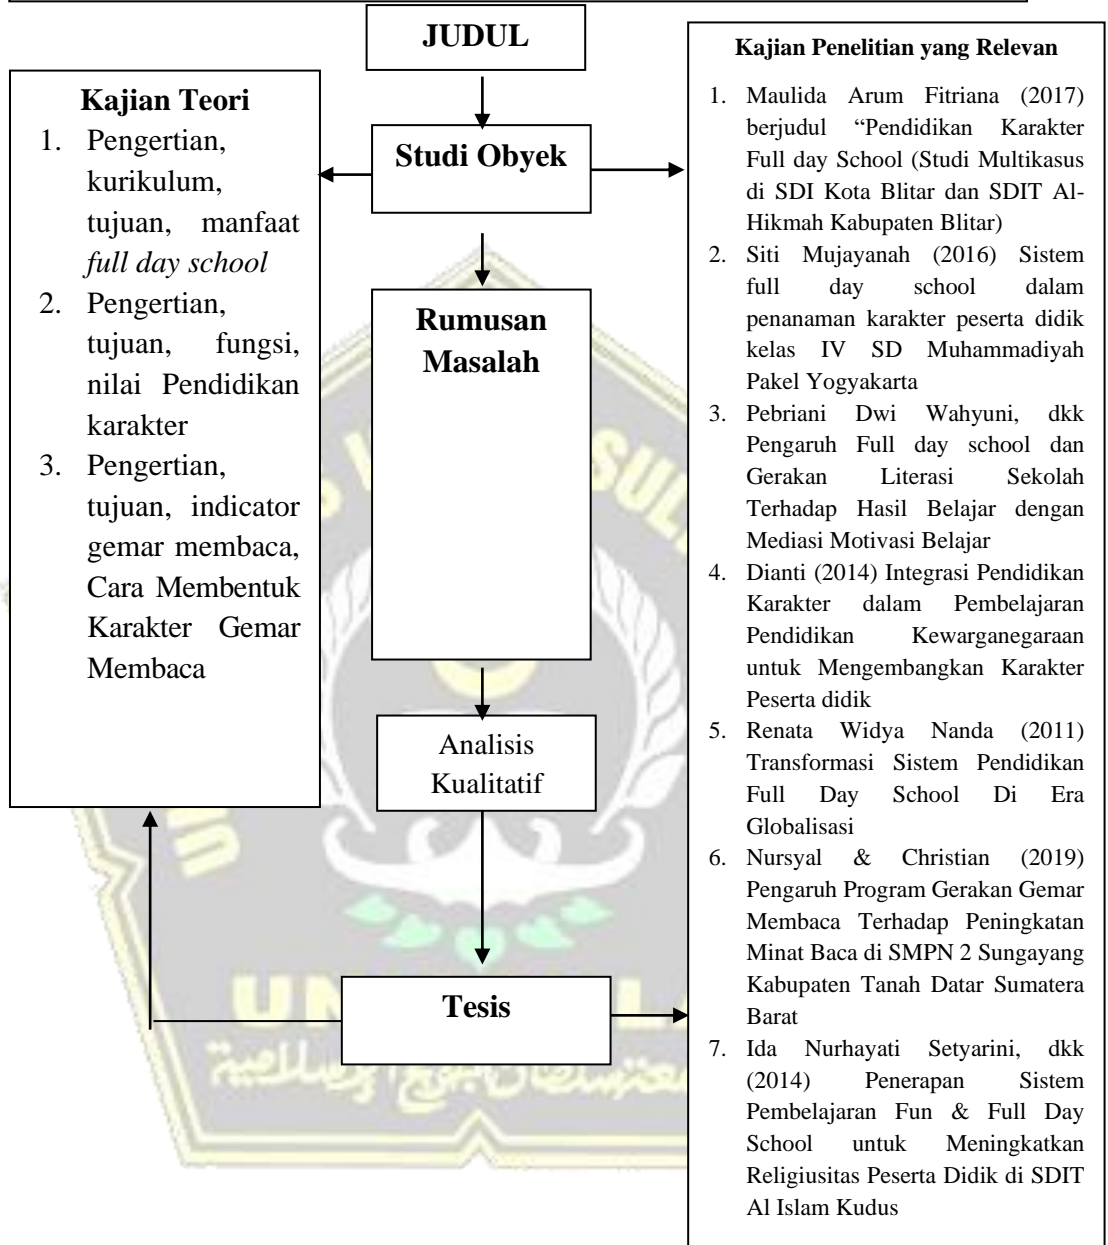 JUDUL
Studi Obyek
Kajian Teori
1. Pengertian,
kurikulum,
tujuan, manfaat
full day school
2. Pengertian,
tujuan, fungsi,
nilai Pendidikan
karakter
3. Pengertian,
tujuan, indicator
gemar membaca,
Cara Membentuk
Karakter Gemar
Membaca
Rumusan
Masalah
Analisis
Kualitatif
Tesis
Kajian Penelitian yang Relevan
1. Maulida Arum Fitriana (2017)
berjudul “Pendidikan Karakter
Full day School (Studi Multikasus
di SDI Kota Blitar dan SDIT Al-
Hikmah Kabupaten Blitar)
2. Siti Mujayanah (2016) Sistem
full day school dalam
penanaman karakter peserta didik
kelas IV SD Muhammadiyah
Pakel Yogyakarta
3. Pebriani Dwi Wahyuni, dkk
Pengaruh Full day school dan
Gerakan Literasi Sekolah
Terhadap Hasil Belajar dengan
Mediasi Motivasi Belajar
4. Dianti (2014) Integrasi Pendidikan
Karakter dalam Pembelajaran
Pendidikan Kewarganegaraan
untuk Mengembangkan Karakter
Peserta didik
5. Renata Widya Nanda (2011)
Transformasi Sistem Pendidikan
Full Day School Di Era
Globalisasi
6. Nursyal & Christian (2019)
Pengaruh Program Gerakan Gemar
Membaca Terhadap Peningkatan
Minat Baca di SMPN 2 Sungayang
Kabupaten Tanah Datar Sumatera
Barat
7. Ida Nurhayati Setyarini, dkk
(2014) Penerapan Sistem
Pembelajaran Fun & Full Day
School untuk Meningkatkan
Religiusitas Peserta Didik di SDIT
Al Islam Kudus